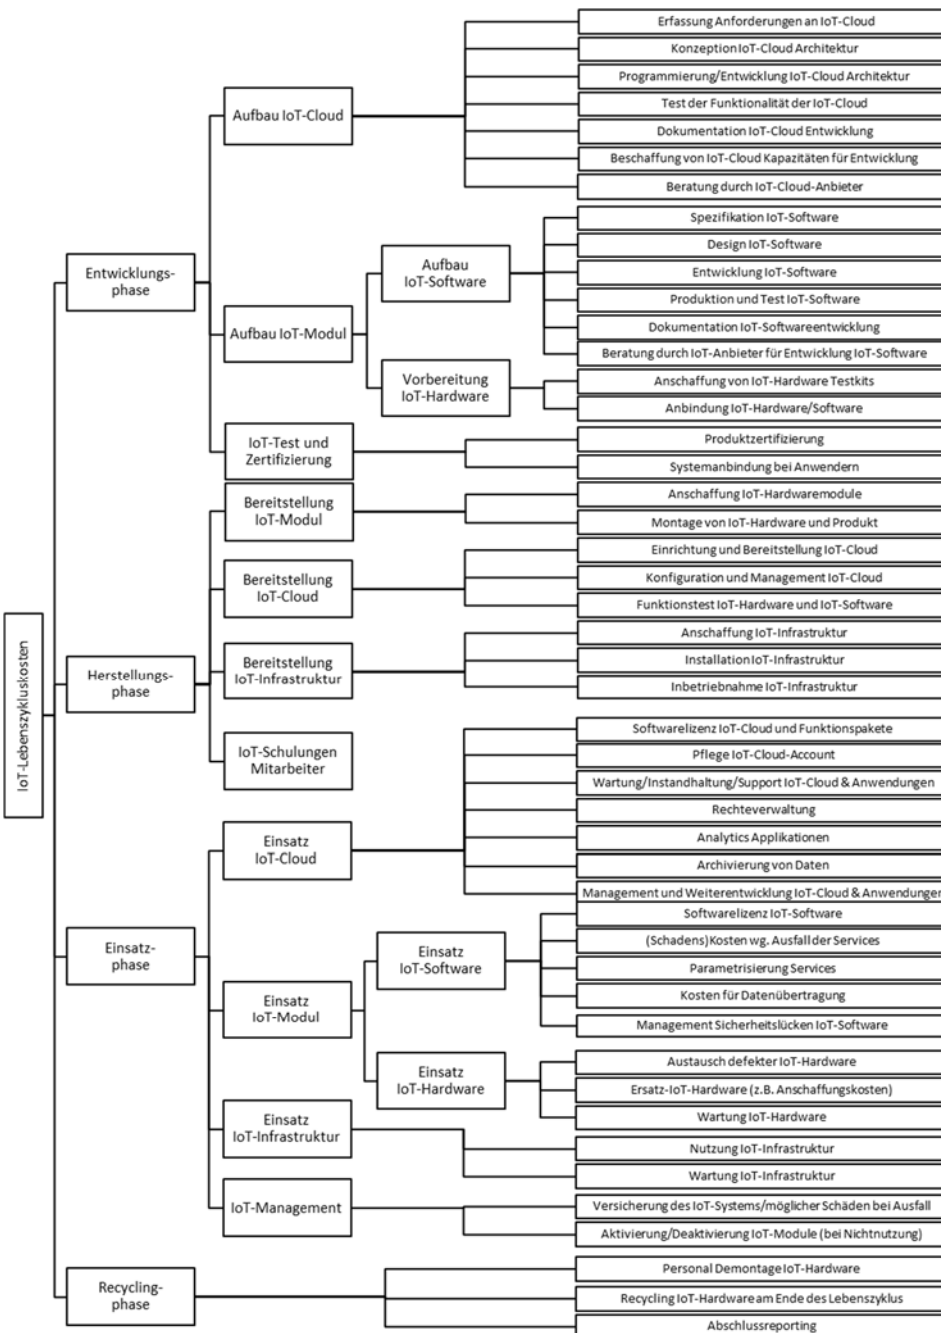 IoT-Lebenszykluskosten
Entwicklungs-
phase
Aufbau IoT-Cloud
Erfassung Anforderungen an IoT-Cloud
Konzeption IoT-Cloud Architektur
Programmierung/Entwicklung IoT-Cloud Architektur
Test der Funktionalität der IoT-Cloud
Dokumentation IoT-Cloud Entwicklung
Beschaffung von IoT-Cloud Kapazitäten für Entwicklung
Beratung durch IoT-Cloud-Anbieter
Aufbau IoT-Modul
Aufbau
IoT-Software
Spezifikation IoT-Software
Design IoT-Software
Entwicklung IoT-Software
Produktion und Test IoT-Software
Dokumentation IoT-Softwareentwicklung
Beratung durch IoT-Anbieter für Entwicklung IoT-Software
Vorbereitung
IoT-Hardware
Anschaffung von IoT-Hardware Testkits
Anbindung IoT-Hardware/Software
IoT-Test und
Zertifizierung
Produktzertifizierung
Systemanbindung bei Anwendern
Herstellungs-
phase
Bereitstellung
IoT-Modul
Anschaffung IoT-Hardwaremodule
Montage von IoT-Hardware und Produkt
Bereitstellung
IoT-Cloud
Einrichtung und Bereitstellung IoT-Cloud
Konfiguration und Management IoT-Cloud
Funktionstest IoT-Hardware und IoT-Software
Bereitstellung
IoT-Infrastruktur
Anschaffung IoT-Infrastruktur
Installation IoT-Infrastruktur
Inbetriebnahme IoT-Infrastruktur
IoT-Schulungen
Mitarbeiter
Einsatz-
phase
Einsatz
IoT-Cloud
Softwarelizenz IoT-Cloud und Funktionspakete
Pflege IoT-Cloud-Account
Wartung/Instandhaltung/Support IoT-Cloud & Anwendungen
Rechteverwaltung
Analytics Applikationen
Archivierung von Daten
Management und Weiterentwicklung IoT-Cloud & Anwendungen
Einsatz
IoT-Modul
Einsatz
IoT-Software
Softwarelizenz IoT-Software
(Schadens)Kosten wg. Ausfall der Services
Parametrisierung Services
Kosten für Datenübertragung
Management Sicherheitslücken IoT-Software
Einsatz
IoT-Hardware
Austausch defekter IoT-Hardware
Ersatz-IoT-Hardware (z.B. Anschaffungskosten)
Wartung IoT-Hardware
Einsatz
IoT-Infrastruktur
Nutzung IoT-Infrastruktur
Wartung IoT-Infrastruktur
IoT-Management
Versicherung des IoT-Systems/möglicher Schäden bei Ausfall
Aktivierung/Deaktivierung IoT-Module (bei Nichtnutzung)
Recycling-
phase
Personal Demontage IoT-Hardware
Recycling IoT-Hardware am Ende des Lebenszyklus
Abschlussreporting